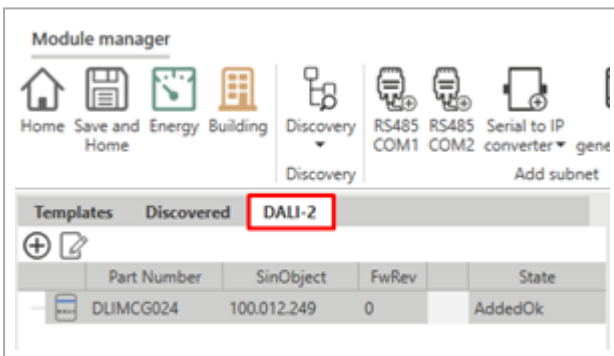 Module manager
Home Save and Home Energy Building Discovery RS485 COM1 RS485 COM2 Serial to IP converter gene
Discovery Add subnet
Templates Discovered DALI-2
Part Number SinObject FwRev State
DLIMCG024 100.012.249 0 AddedOk